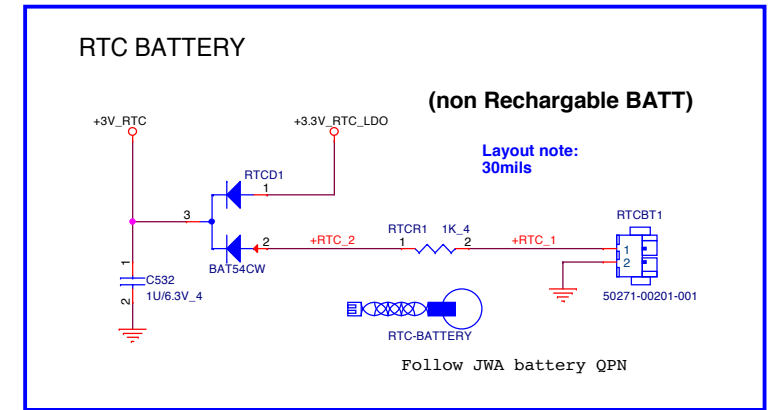 RTC BATTERY
(non Rechargable BATT)
+3V_RTC
+3.3V_RTC_LDO
Layout note:
30mils
RTCD1
1
3
RTCR1 1K_4
RTCBT1
2
+RTC_2
1
2
+RTC_1
1
2
BAT54CW
1
C532
1U/6.3V_4
2
50271-00201-001
RTC-BATTERY
Follow JWA battery QPN